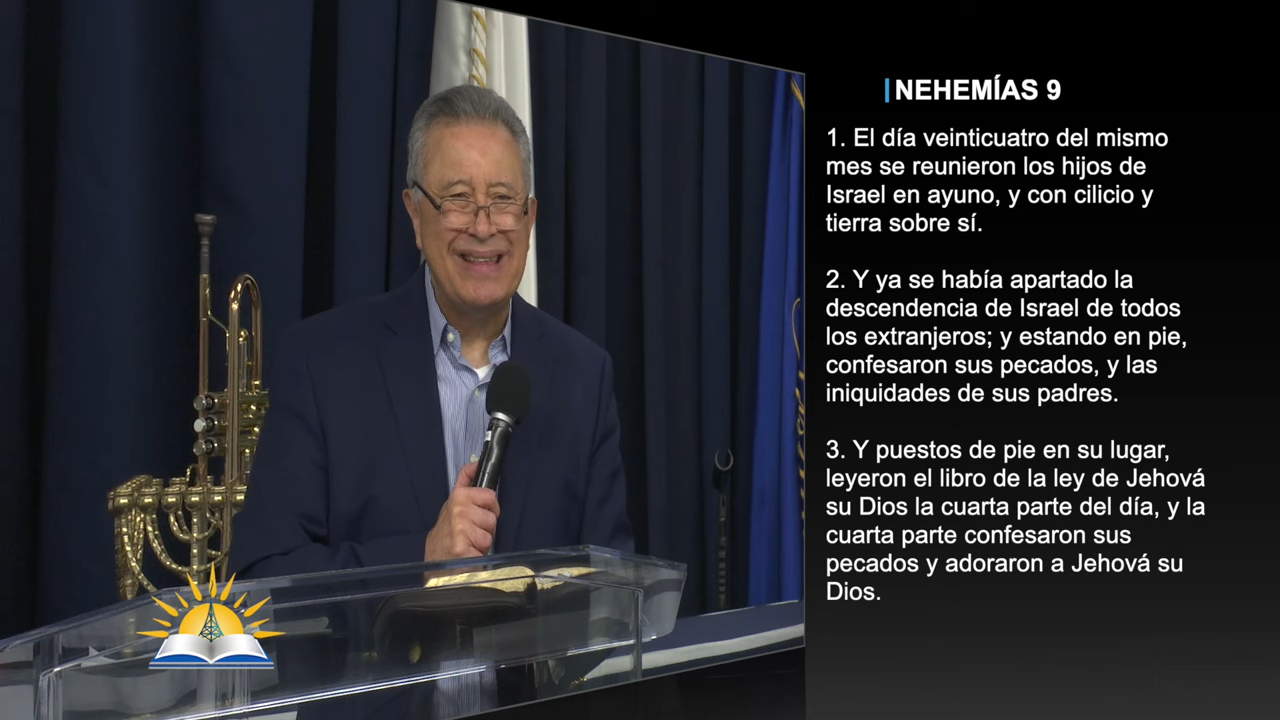 NEHEMÍAS 9
1. El día veinticuatro del mismo
mes se reunieron los hijos de
Israel en ayuno, y con cilicio y
tierra sobre sí.
2. Y ya se había apartado la
descendencia de Israel de todos
los extranjeros; y estando en pie,
confesaron sus pecados, y las
iniquidades de sus padres.
3. Y puestos de pie en su lugar,
leyeron el libro de la ley de Jehová
su Dios la cuarta parte del día, y la
cuarta parte confesaron sus
pecados y adoraron a Jehová su
Dios.